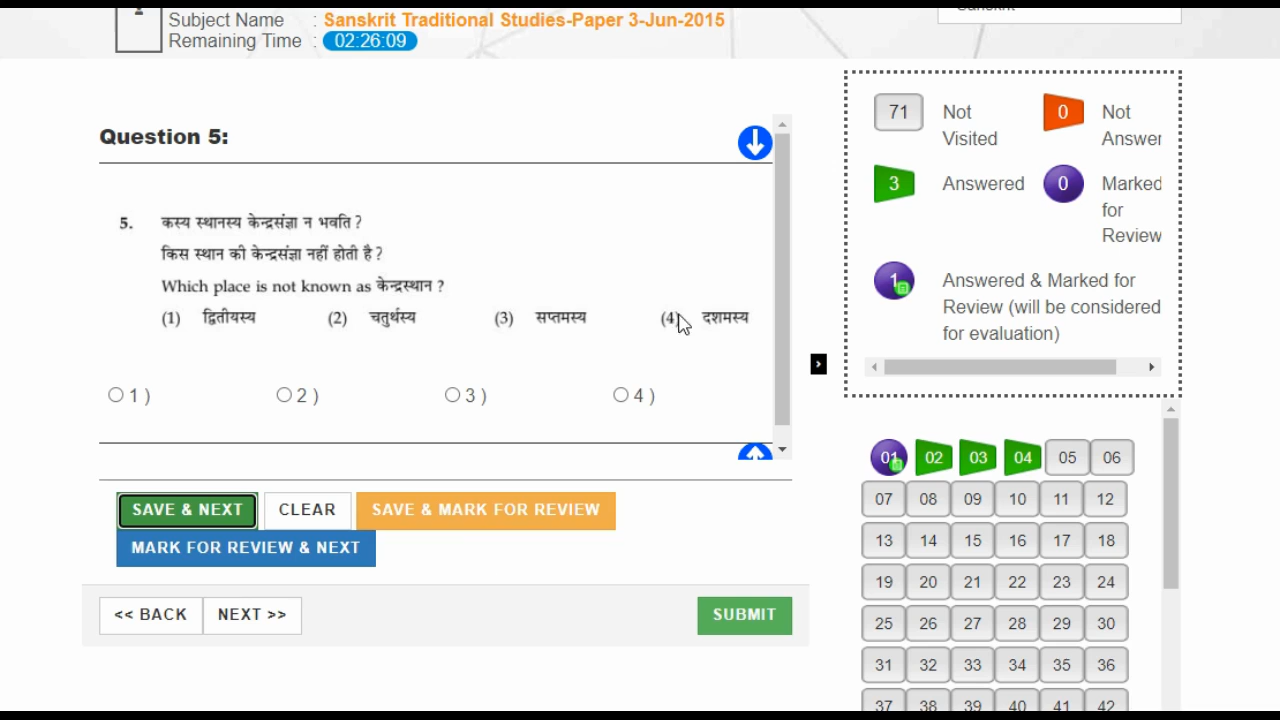 Subject Name : Sanskrit Traditional Studies-Paper 3-Jun-2015
Remaining Time : 02:26:09
Question 5:
5. कस्य स्थानस्य केन्द्रसंज्ञा न भवति ?
किस स्थान की केन्द्रसंज्ञा नहीं होती है ?
Which place is not known as केन्द्रस्थान ?
(1) द्वितीयस्य (2) चतुर्थस्य (3) सप्तमस्य (4) दशमस्य
1 ) 2 ) 3 ) 4 )
SAVE & NEXT CLEAR SAVE & MARK FOR REVIEW
MARK FOR REVIEW & NEXT
<< BACK NEXT >> SUBMIT
71 Not Visited 0 Not Answer
3 Answered 0 Marked for Review
1 Answered & Marked for
Review (will be considered
for evaluation)
01 02 03 04 05 06
07 08 09 10 11 12
13 14 15 16 17 18
19 20 21 22 23 24
25 26 27 28 29 30
31 32 33 34 35 36
37 38 39 40 41 42